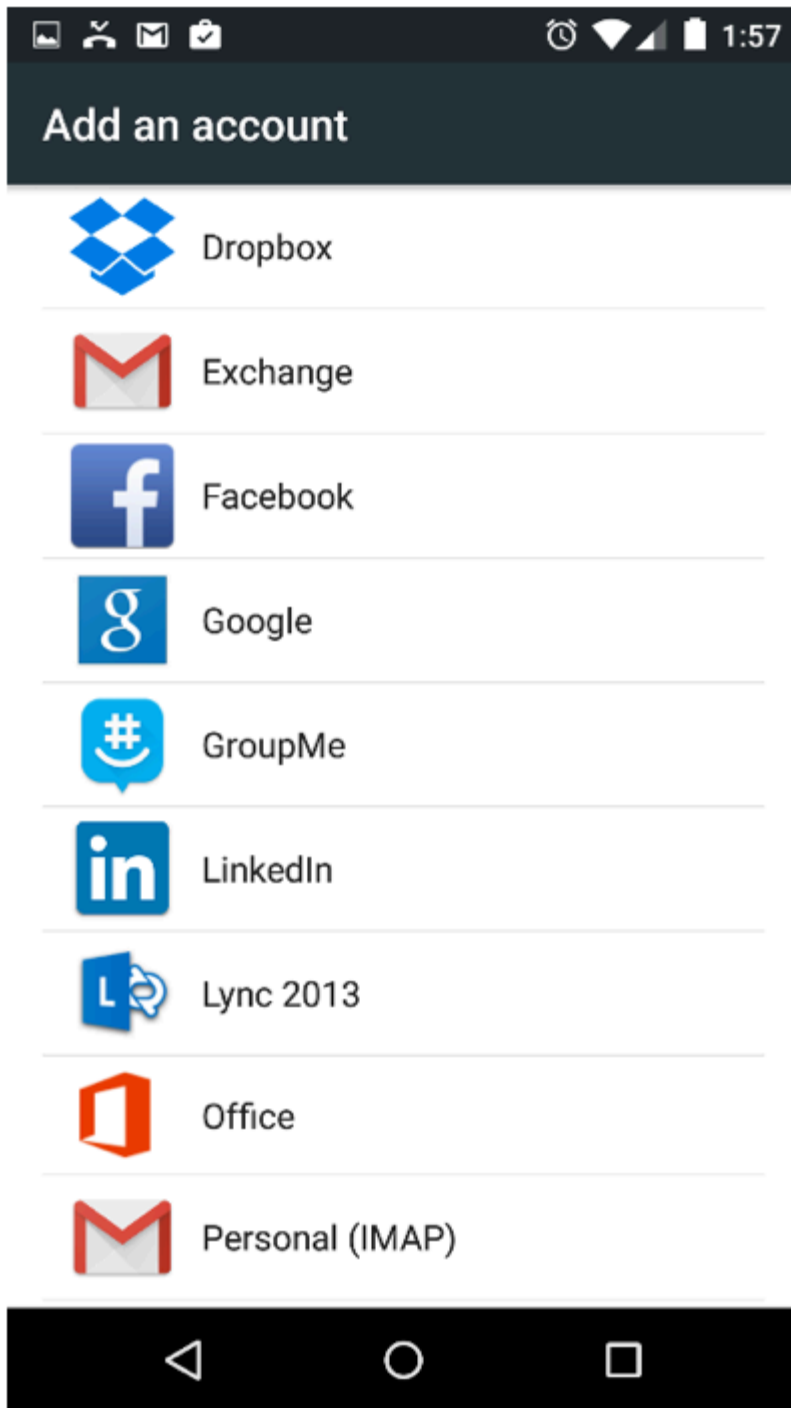 1:57
Add an account
Dropbox
Exchange
Facebook
Google
GroupMe
LinkedIn
Lync 2013
Office
Personal (IMAP)